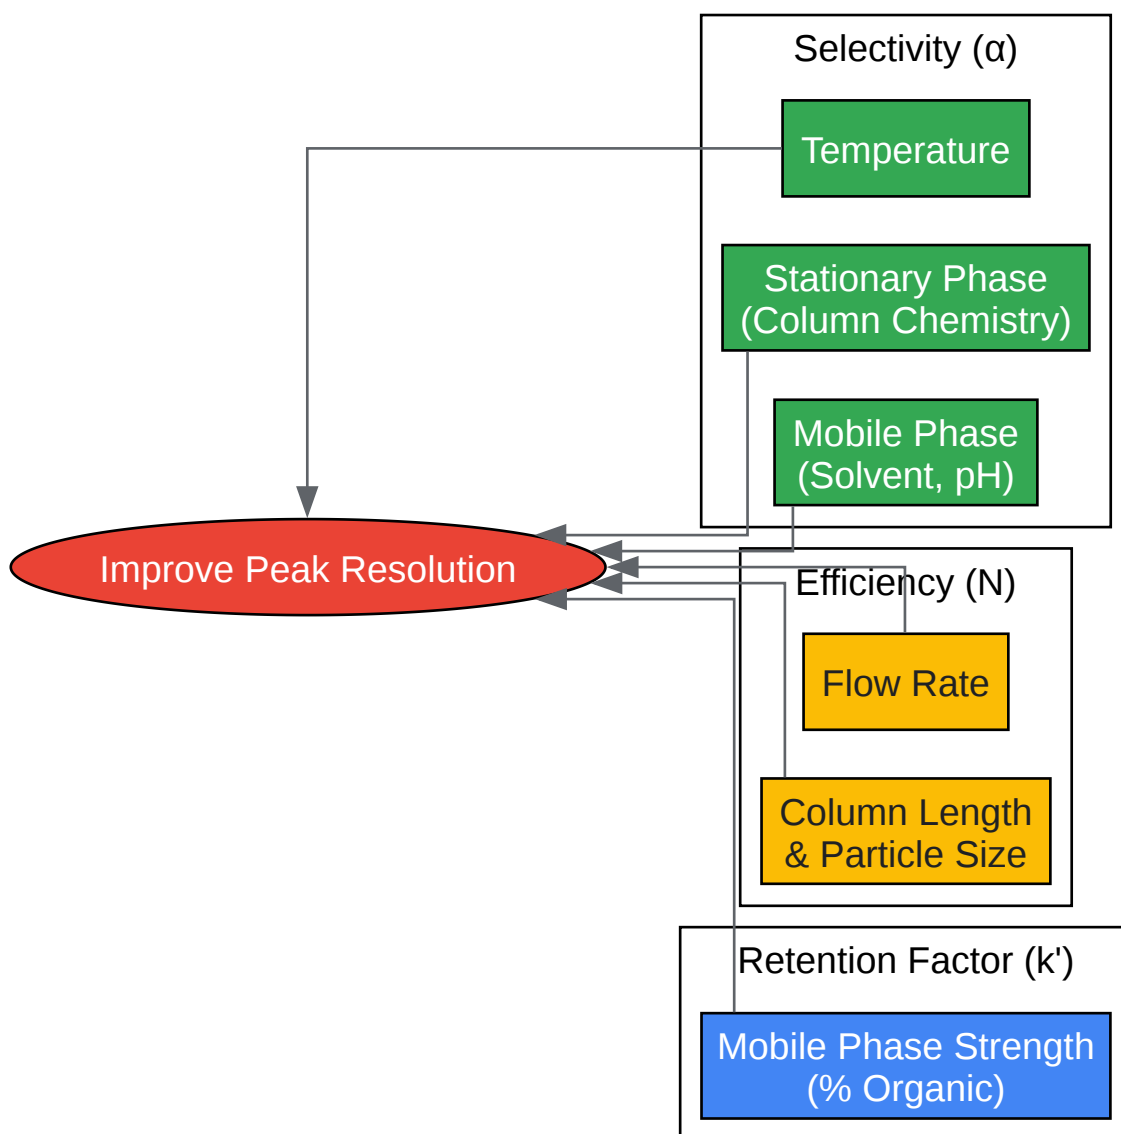 Selectivity (α)
Temperature
Stationary Phase
(Column Chemistry)
Mobile Phase
(Solvent, pH)
Improve Peak Resolution
Efficiency (N)
Flow Rate
Column Length
& Particle Size
Retention Factor (k')
Mobile Phase Strength
(% Organic)